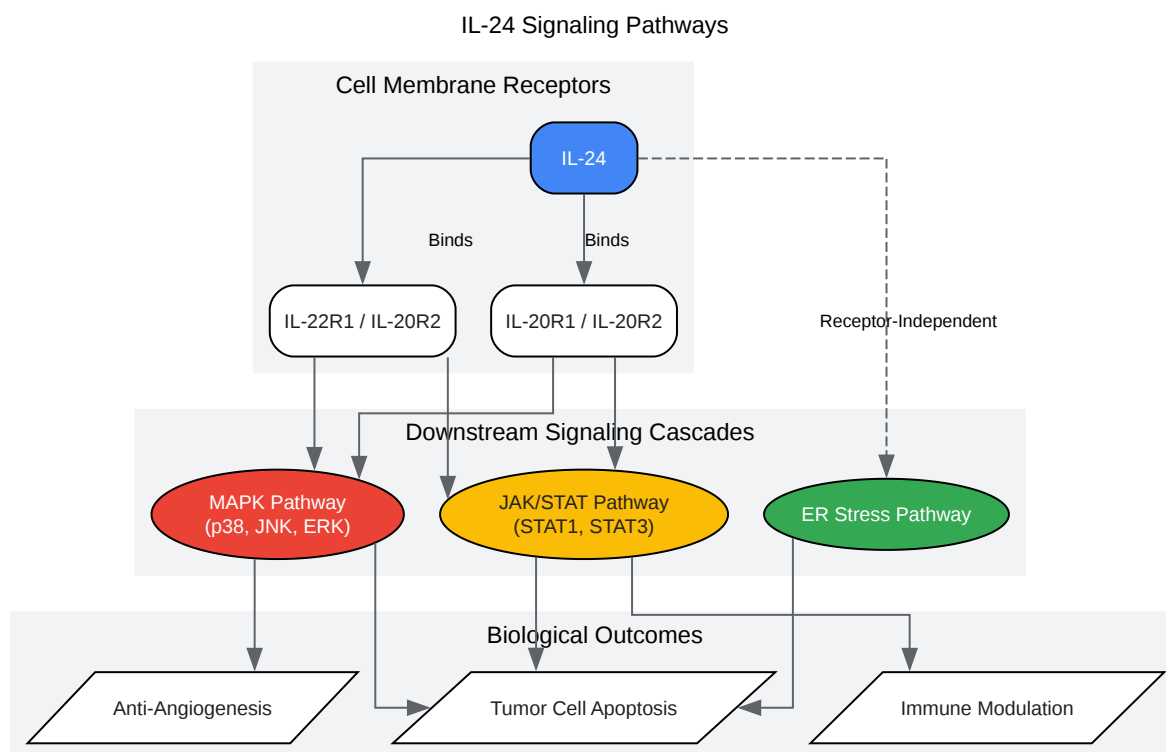 IL-24 Signaling Pathways
Cell Membrane Receptors
IL-24
Binds
Binds
IL-22R1 / IL-20R2
IL-20R1 / IL-20R2
Receptor-Independent
Downstream Signaling Cascades
MAPK Pathway
(p38, JNK, ERK)
JAK/STAT Pathway
(STAT1, STAT3)
ER Stress Pathway
Biological Outcomes
Anti-Angiogenesis
Tumor Cell Apoptosis
Immune Modulation